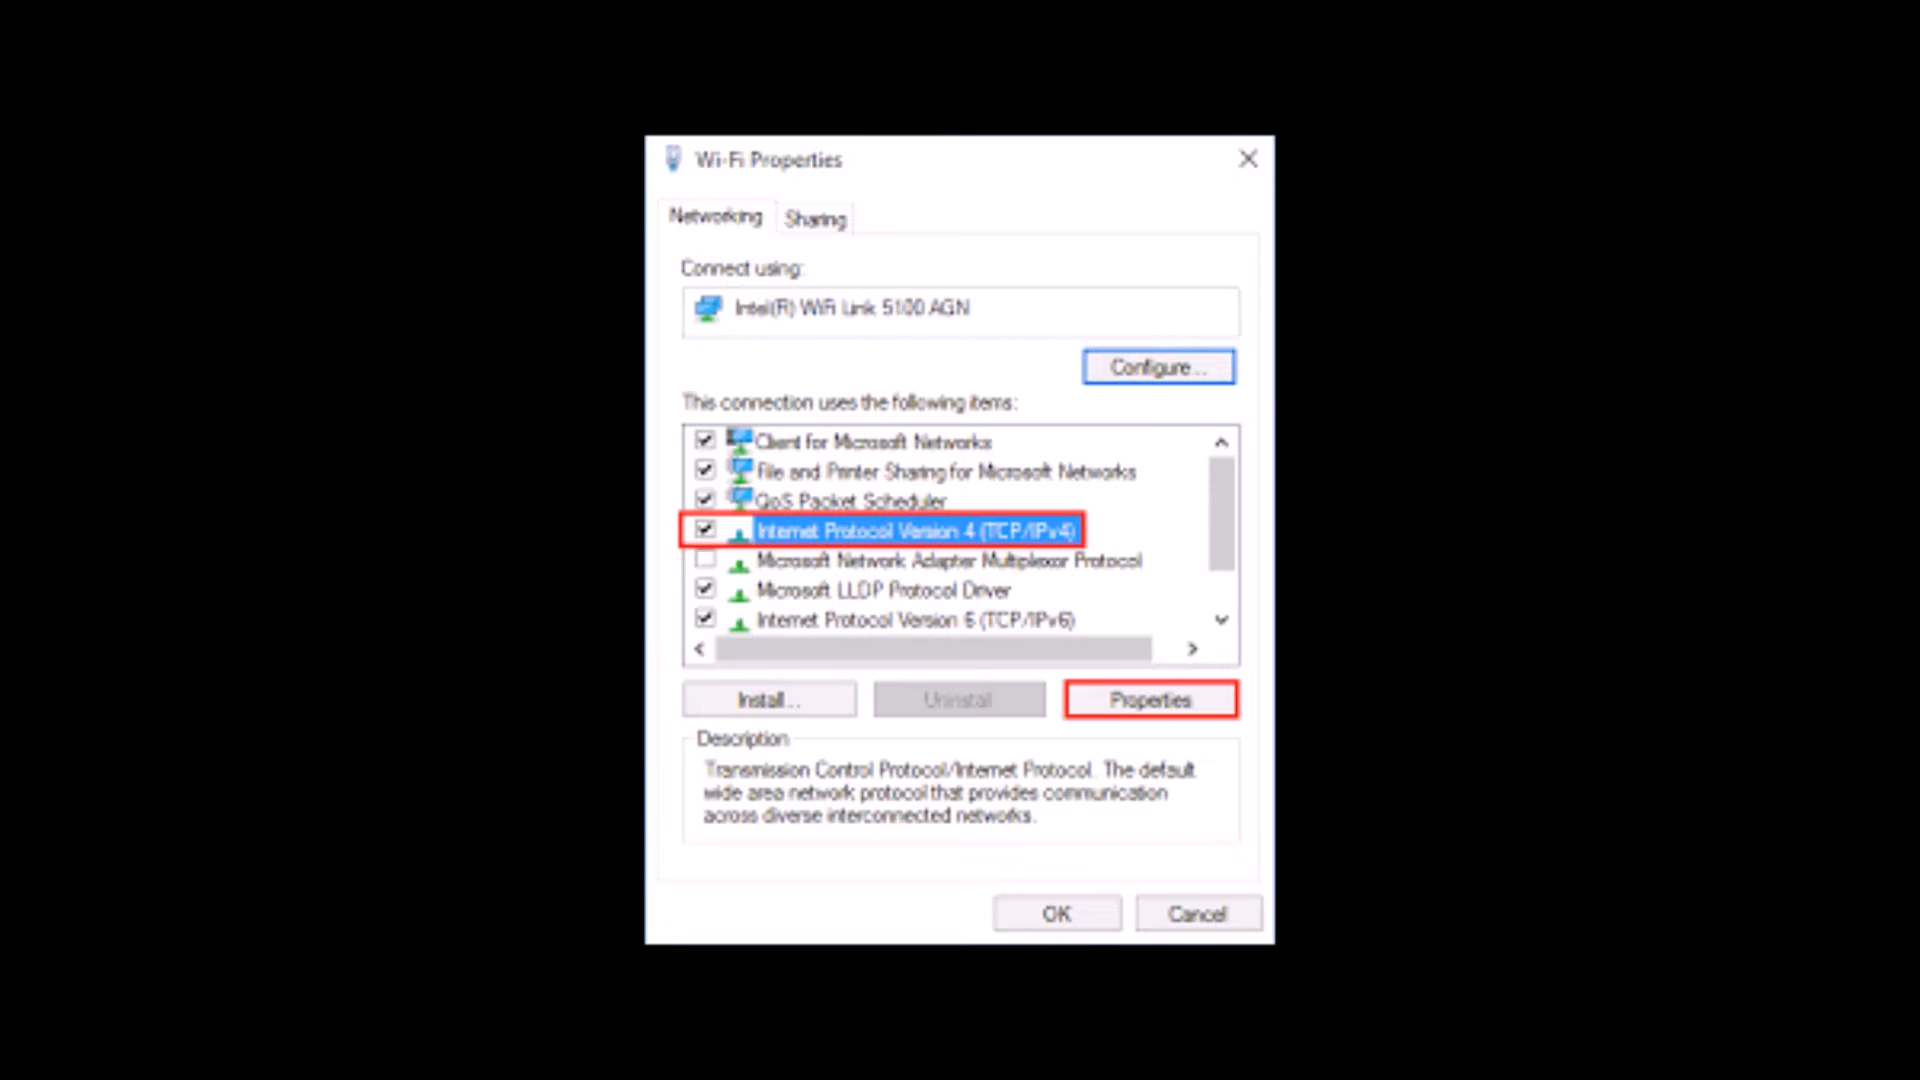 Wi-Fi Properties
Networking
Sharing
Connect using:
Intel(R) WiFi Link 5100 AGN
Configure...
This connection uses the following items:
Client for Microsoft Networks
File and Printer Sharing for Microsoft Networks
QoS Packet Scheduler
Internet Protocol Version 4 (TCP/IPv4)
Microsoft Network Adapter Multiplexor Protocol
Microsoft LLDP Protocol Driver
Internet Protocol Version 6 (TCP/IPv6)
Install...
Uninstall
Properties
Description
Transmission Control Protocol/Internet Protocol. The default
wide area network protocol that provides communication
across diverse interconnected networks.
OK
Cancel